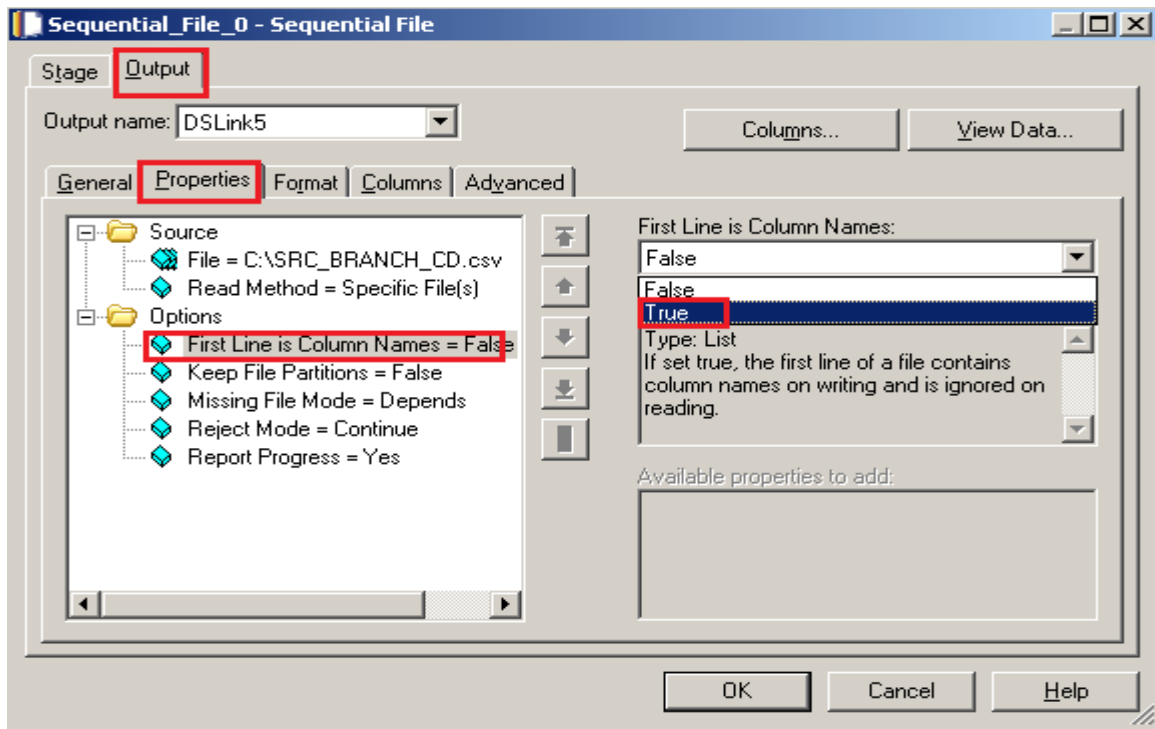 Sequential_File_0 - Sequential File
Stage Output
Output name: DSLink5
Columns... View Data...
General Properties Format Columns Advanced
Source
File = C:\SRC_BRANCH_CD.csv
Read Method = Specific File(s)
Options
First Line is Column Names = False
Keep File Partitions = False
Missing File Mode = Depends
Reject Mode = Continue
Report Progress = Yes
First Line is Column Names:
False
False
True
Type: List
If set true, the first line of a file contains
column names on writing and is ignored on
reading.
Available properties to add:
OK Cancel Help